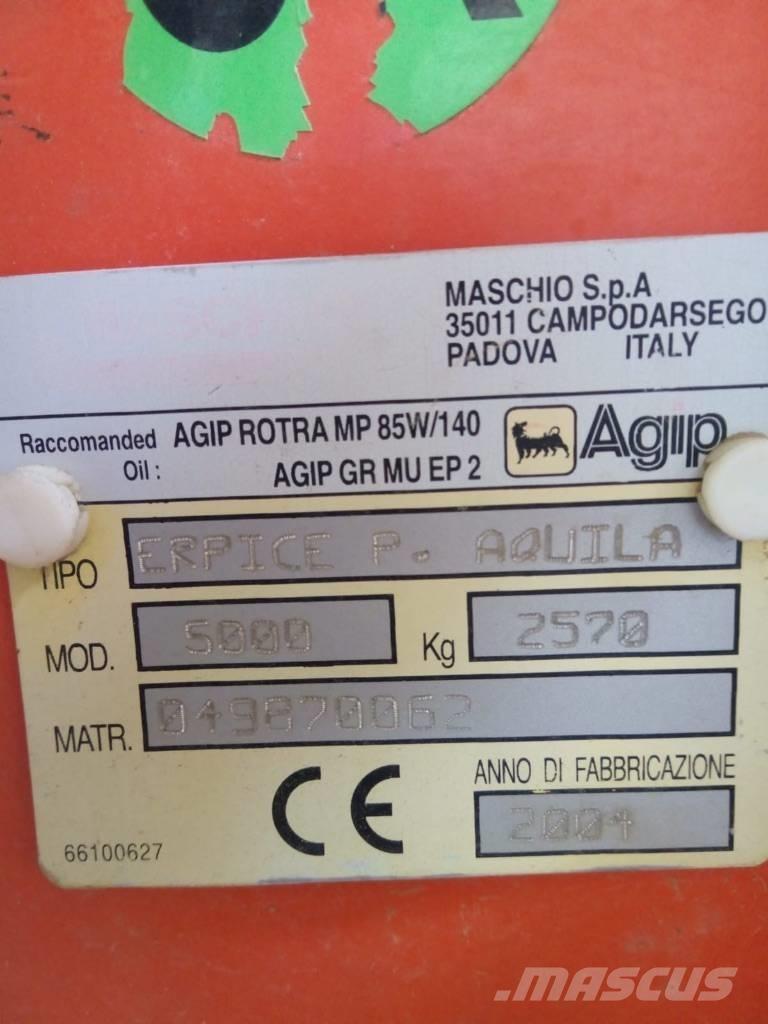 MASCHIO S.p.A
35011 CAMPODARSEGO
PADOVA ITALY
Raccomanded AGIP ROTRA MP 85W/140
Oil : AGIP GR MU EP 2
Agip
TIPO ERPICE P. AQUILA
MOD. 5000 Kg 2570
MATR. 049870062
CE
ANNO DI FABBRICAZIONE
2004
66100627
MASCUS